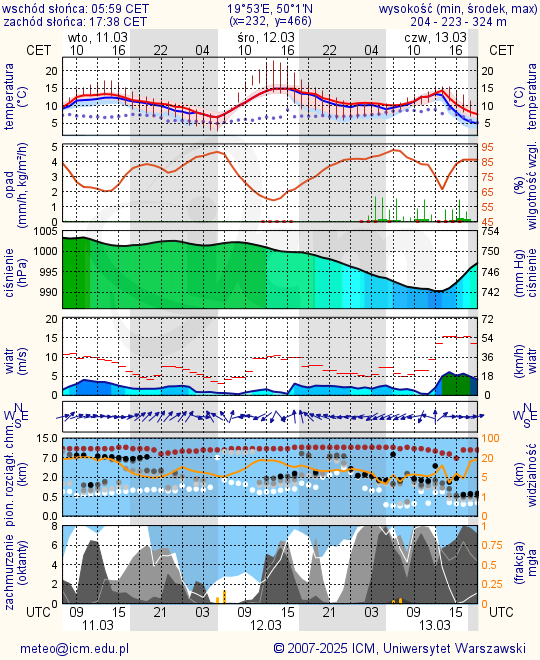 wschód słońca: 05:59 CET 19°53'E, 50°1'N wysokość (min, środek, max)
zachód słońca: 17:38 CET (x=232, y=466) 204 - 223 - 324 m
wto, 11.03 śro, 12.03 czw, 13.03
CET 10 16 22 04 10 16 22 04 10 16 CET
temperatura (°C) 20 15 10 5 20 15 10 5 (°C) temperatura
opad (mm/h, kg/m²/h) 5 4 3 2 1 0 95 85 75 65 55 45 (%) wilgotność wzgl.
ciśnienie (hPa) 1005 1000 995 990 754 750 746 742 (mm Hg) ciśnienie
wiatr (m/s) 20 15 10 5 0 72 54 36 18 0 (km/h) wiatr
N W E S N W E S
pion. rozciągł. chm. (km) 15.0 7.0 2.0 0.5 0.0 100 20 5 1 0 (km) widzialność
zachmurzenie (oktanty) 8 6 4 2 0 1 0.75 0.5 0.25 0 (frakcja) mgła
UTC 09 15 21 03 09 15 21 03 09 15 UTC
11.03 12.03 13.03
meteo@icm.edu.pl © 2007-2025 ICM, Uniwersytet Warszawski